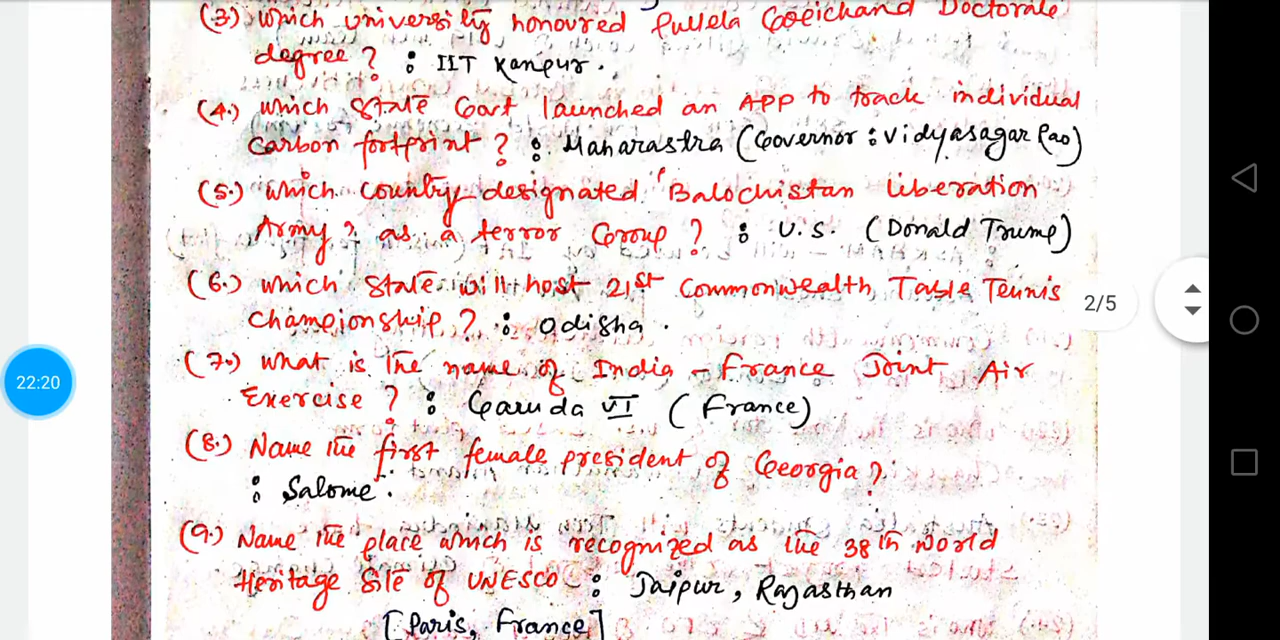 (3) which university honoured Pullela Gopichand Doctorate
degree ? : IIT Kanpur.
(4.) which State Govt launched an APP to track individual
carbon fortprint ? : Maharastra (Governor : Vidyasagar Rao)
(5.) which country designated 'Balochistan Liberation
Army ? as a terror Group ? : U.S. (Donald Trump)
(6.) which State will host 21st Commonwealth Table Tennis
Championship ? : Odisha.
2/5
(7.) What is the name of India - France Joint Air
Exercise ? : Garuda VI (France)
22:20
(8.) Name the first female president of Georgia ?
: Salome.
(9.) Name the place which is recognized as the 38th World
Heritage Site of UNESCO : Jaipur, Rajasthan
[Paris, France]